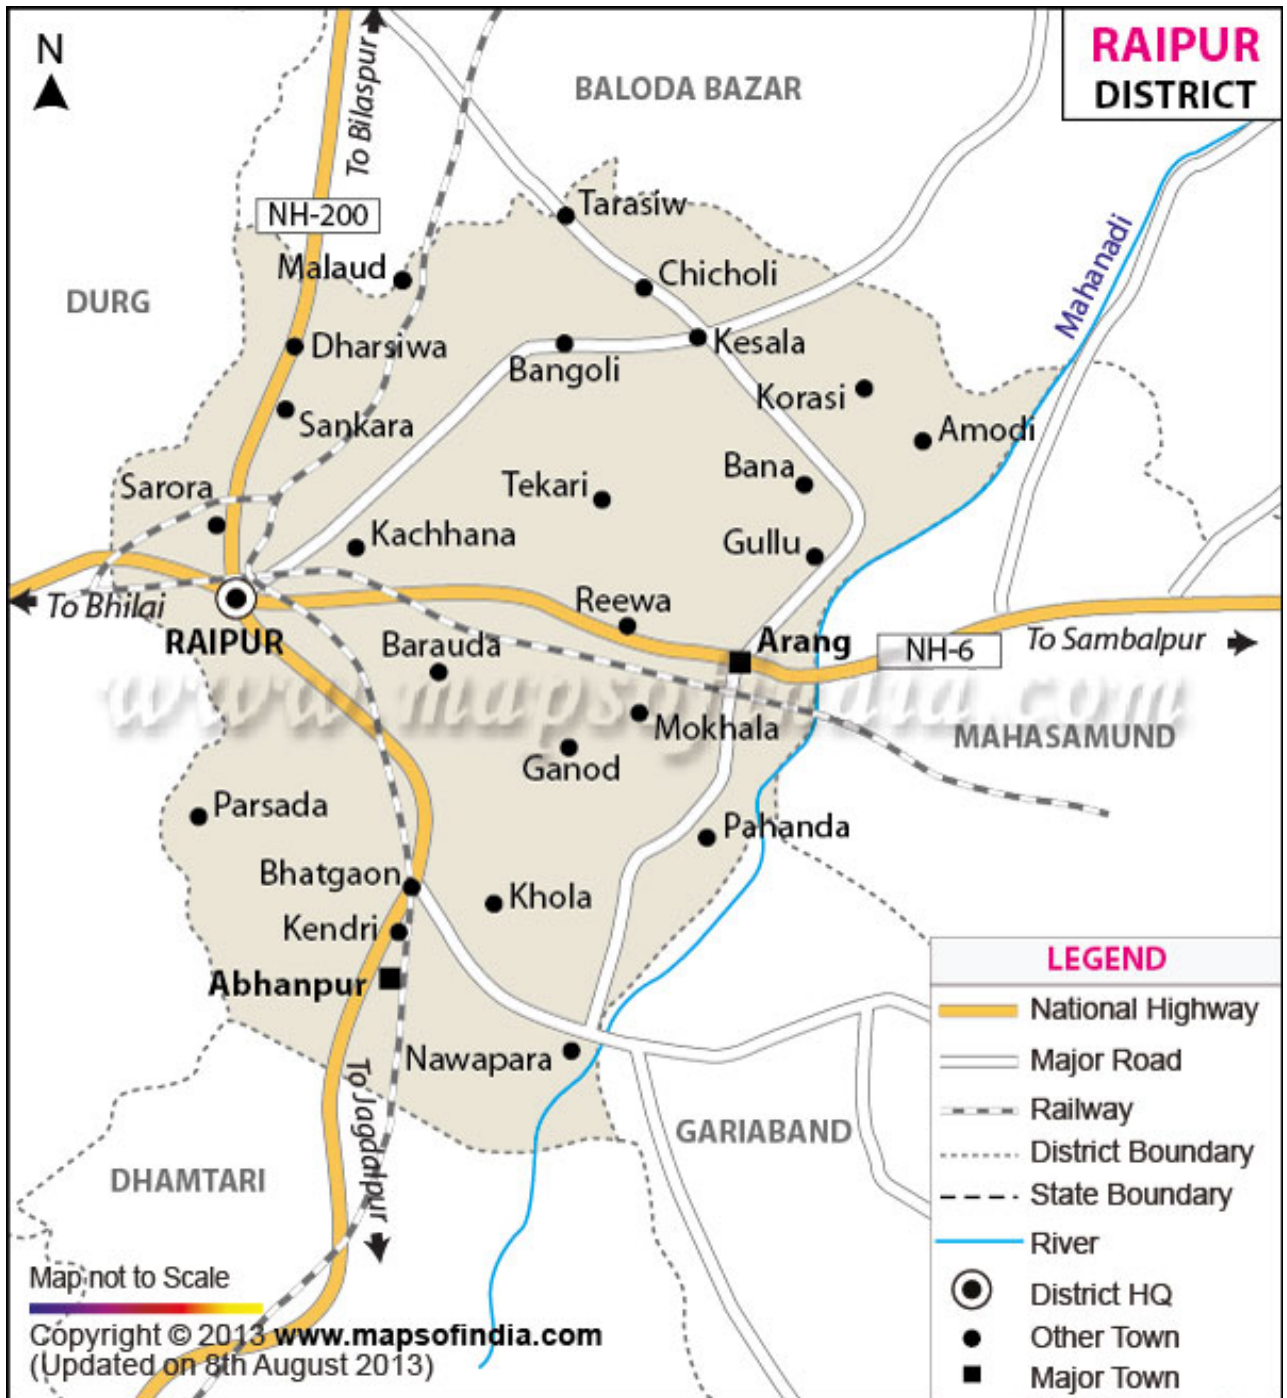 RAIPUR
DISTRICT
N
To Bilaspur
BALODA BAZAR
NH-200
Tarasiw
Mahanadi
Malaud
Chicholi
DURG
Dharsiwa
Kesala
Bangoli
Korasi
Sankara
Amodi
Bana
Sarora
Tekari
Kachhana
Gullu
To Bhilai
Reewa
RAIPUR
Barauda
Arang
NH-6
To Sambalpur
www.mapsofindia.com
Mokhala
MAHASAMUND
Ganod
Parsada
Pahanda
Bhatgaon
Khola
Kendri
Abhanpur
Nawapara
To Jagdalpur
GARIABAND
DHAMTARI
LEGEND
National Highway
Major Road
Railway
District Boundary
State Boundary
River
District HQ
Other Town
Major Town
Map not to Scale
Copyright © 2013 www.mapsofindia.com
(Updated on 8th August 2013)